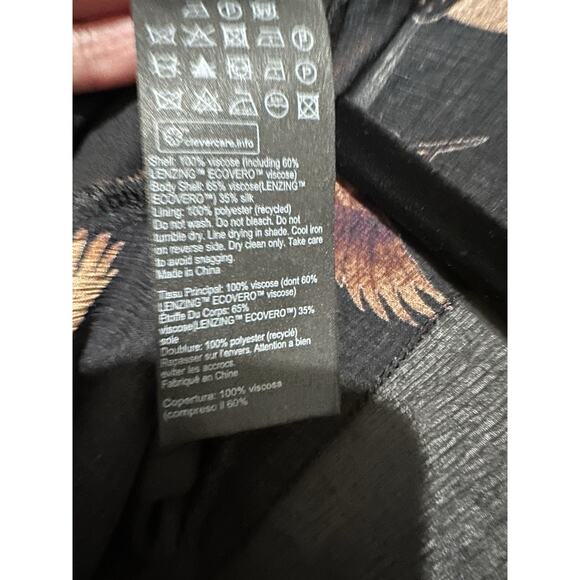 clevercare.info
Shell: 100% viscose (including 60%
LENZING™ ECOVERO™ viscose)
Body Shell: 65% viscose(LENZING™
ECOVERO™) 35% silk
Lining: 100% polyester (recycled)
Do not wash. Do not bleach. Do not
tumble dry. Line drying in shade. Cool iron
on reverse side. Dry clean only. Take care
to avoid snagging.
Made in China
Tissu Principal: 100% viscose (dont 60%
LENZING™ ECOVERO™ viscose)
Étoffe Du Corps: 65%
viscose(LENZING™ ECOVERO™) 35%
soie
Doublure: 100% polyester (recyclé)
Repasser sur l'envers. Attention a bien
eviter les accrocs.
Fabriqué en Chine
Copertura: 100% viscosa
(compreso il 60%